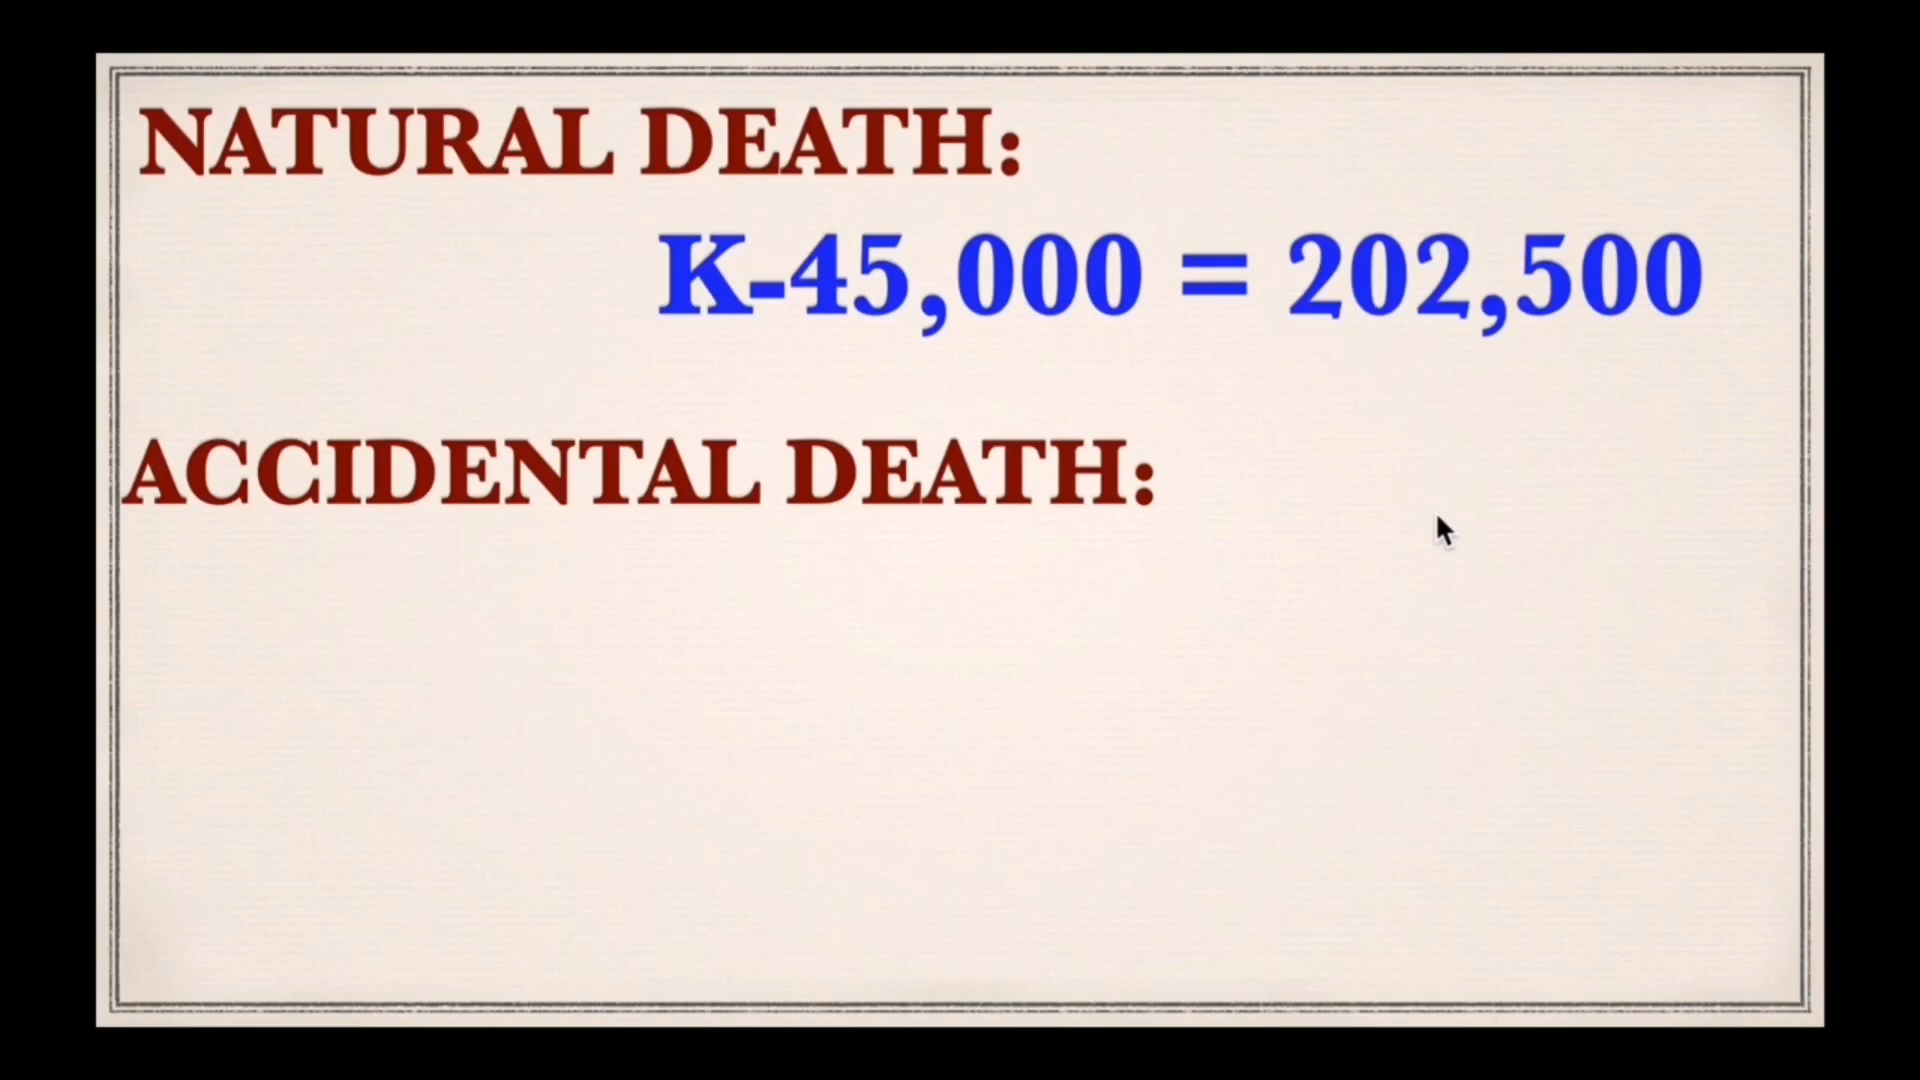 NATURAL DEATH:
K-45,000 = 202,500
ACCIDENTAL DEATH: